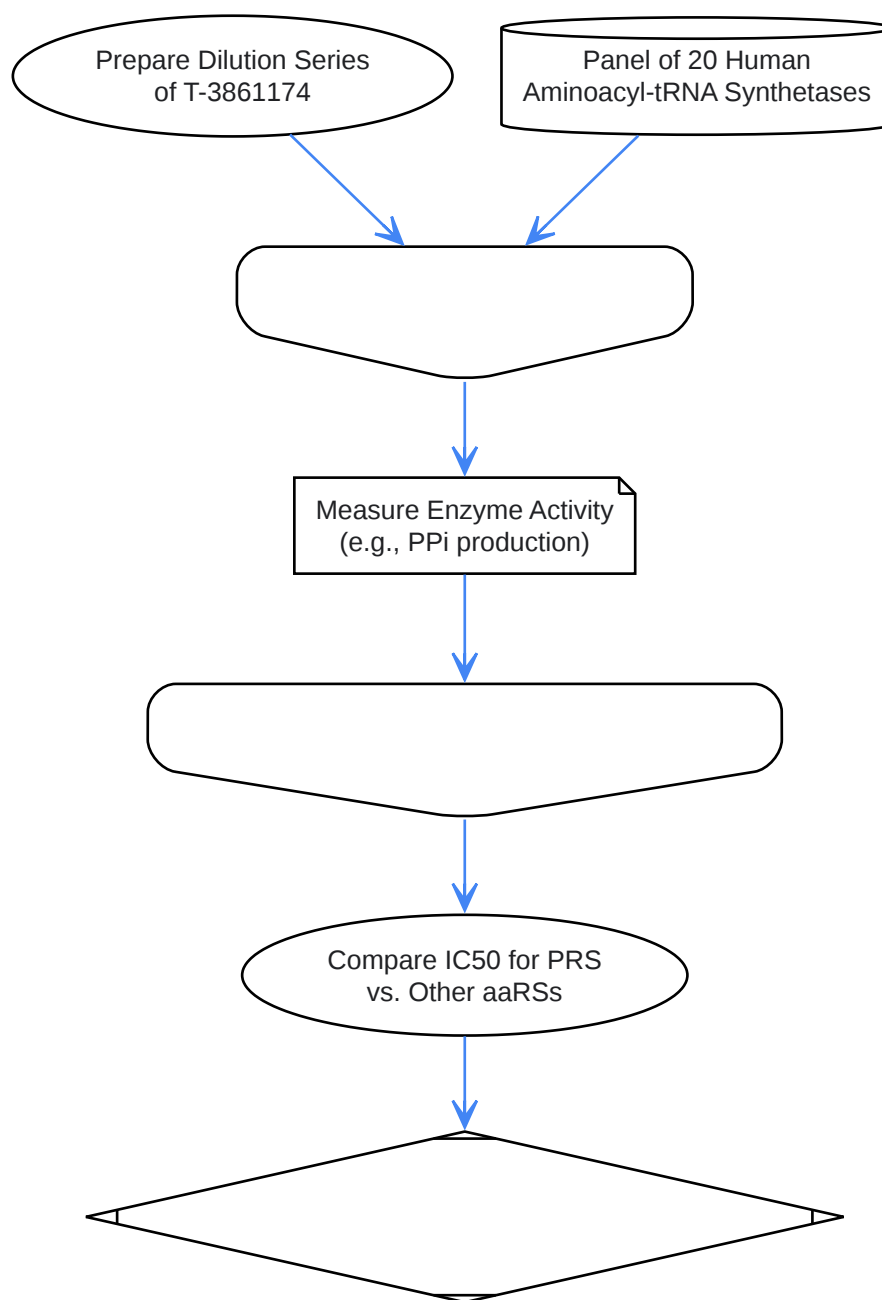 Prepare Dilution Series
of T-3861174
Panel of 20 Human
Aminoacyl-tRNA Synthetases
Measure Enzyme Activity
(e.g., PPi production)
Compare IC50 for PRS
vs. Other aaRSs